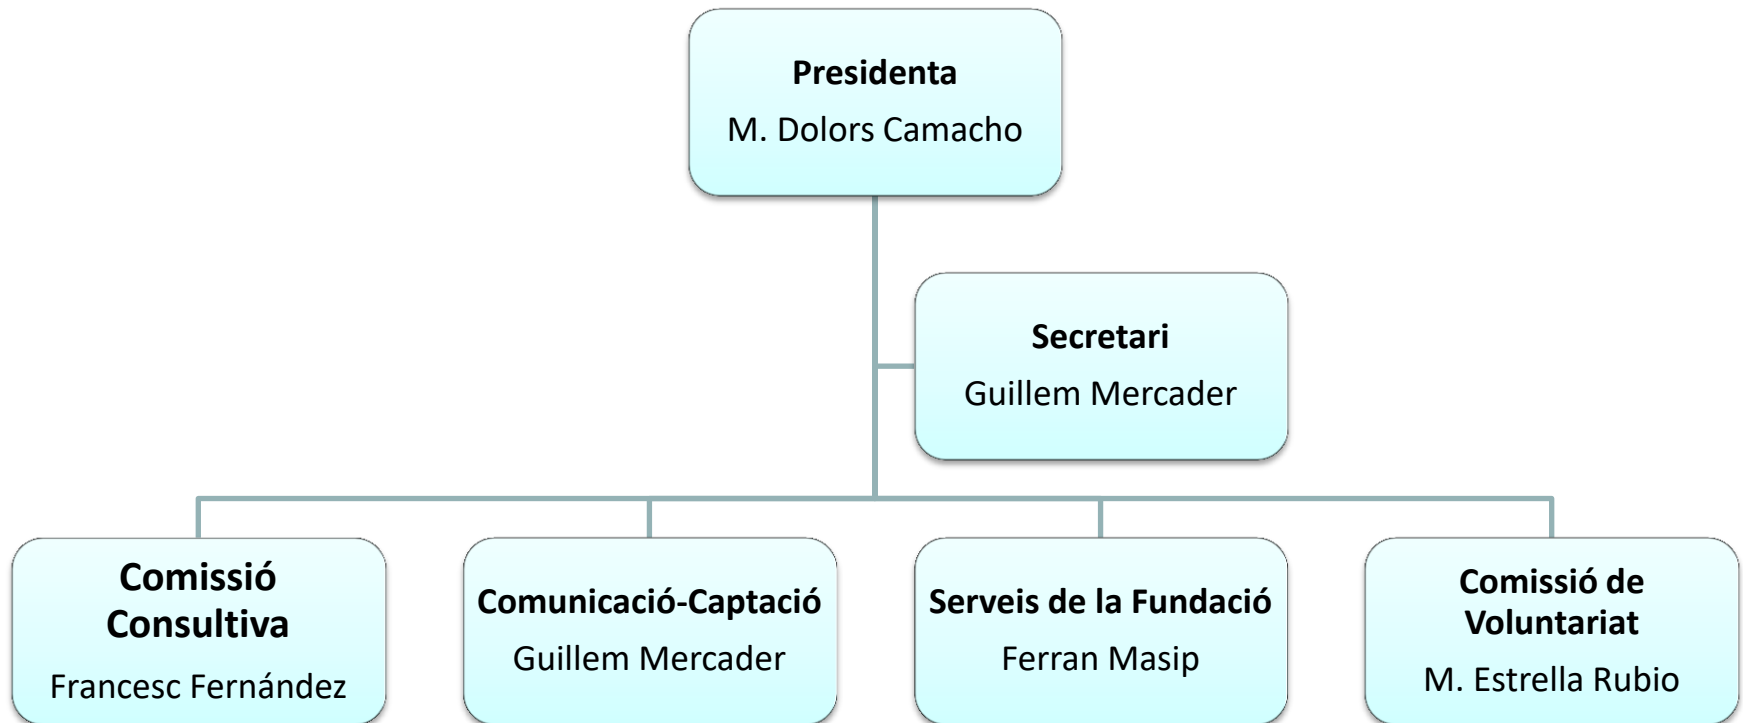 Presidenta
M. Dolors Camacho
Secretari
Guillem Mercader
Comissió
Consultiva
Francesc Fernández
Comunicació-Captació
Guillem Mercader
Serveis de la Fundació
Ferran Masip
Comissió de
Voluntariat
M. Estrella Rubio